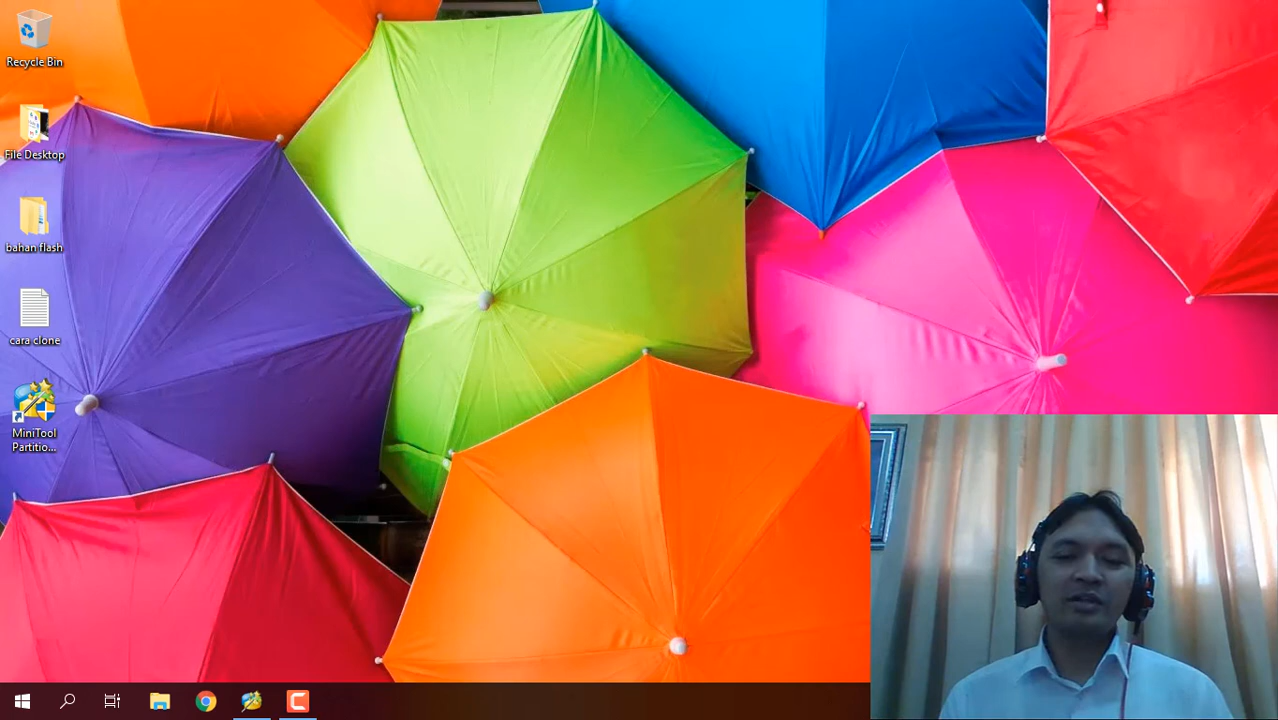 Recycle Bin
File Desktop
bahan flash
cara clone
MiniTool
Partitio...